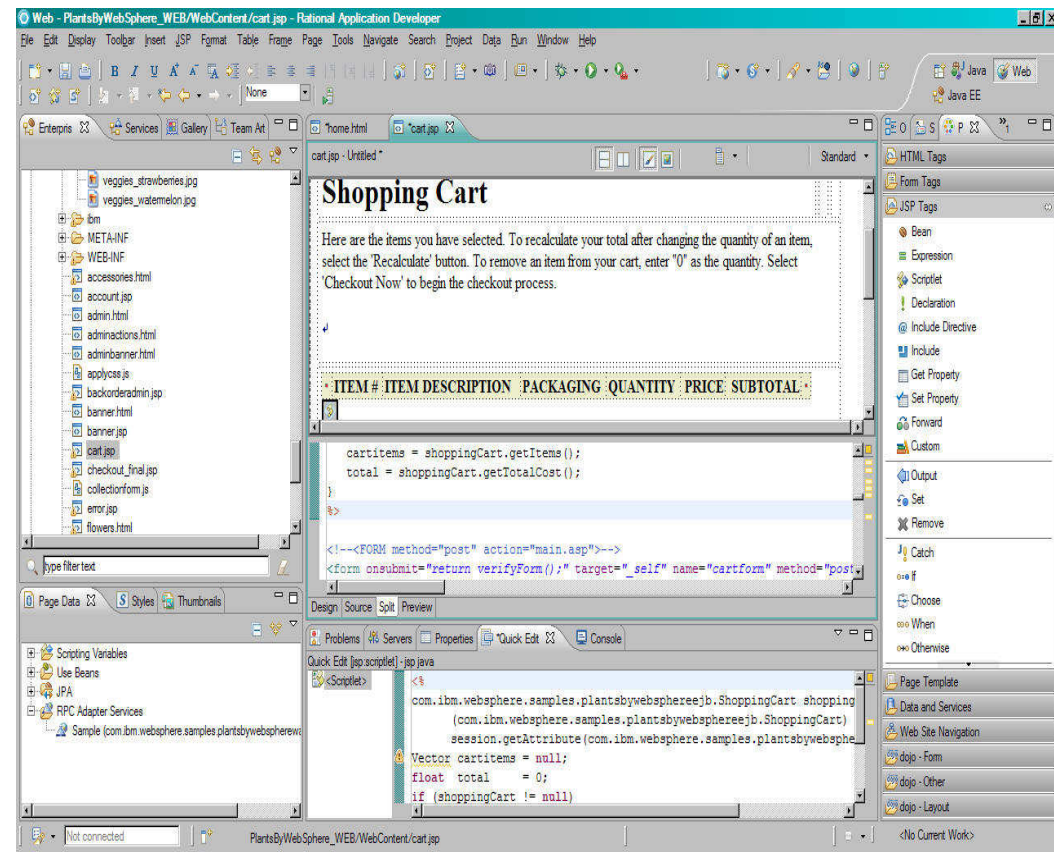 Web - PlantsByWebSphere_WEB/WebContent/cart.jsp - Rational Application Developer
File Edit Display Toolbar Insert JSP Format Table Frame Page Tools Navigate Search Project Data Run Window Help
B I U A A
None
Java Web
Java EE
Enterpris Services Gallery Team Art
veggies_strawberries.jpg
veggies_watermelon.jpg
ibm
META-INF
WEB-INF
accessories.html
account.jsp
admin.html
adminactions.html
adminbanner.html
applycss.js
backorderadmin.jsp
banner.html
banner.jsp
cart.jsp
checkout_final.jsp
collectionform.js
error.jsp
flowers.html
type filter text
Page Data Styles Thumbnails
Scripting Variables
Use Beans
JPA
RPC Adapter Services
Sample (com.ibm.websphere.samples.plantsbywebspherewa
*home.html *cart.jsp
cart.jsp - Untitled *
Standard
Shopping Cart
Here are the items you have selected. To recalculate your total after changing the quantity of an item,
select the 'Recalculate' button. To remove an item from your cart, enter "0" as the quantity. Select
'Checkout Now' to begin the checkout process.
ITEM # ITEM DESCRIPTION PACKAGING QUANTITY PRICE SUBTOTAL
cartitems = shoppingCart.getItems();
total = shoppingCart.getTotalCost();
}
%>
<!--<FORM method="post" action="main.asp">-->
<form onsubmit="return verifyForm();" target="_self" name="cartform" method="post
Design Source Split Preview
Problems Servers Properties *Quick Edit Console
Quick Edit [jsp:scriptlet] - jsp java
<Scriptlet>
<%
com.ibm.websphere.samples.plantsbywebsphereejb.ShoppingCart shopping
(com.ibm.websphere.samples.plantsbywebsphereejb.ShoppingCart)
session.getAttribute(com.ibm.websphere.samples.plantsbywebsphe
Vector cartitems = null;
float total = 0;
if (shoppingCart != null)
O S P 1
HTML Tags
Form Tags
JSP Tags
Bean
Expression
Scriptlet
Declaration
Include Directive
Include
Get Property
Set Property
Forward
Custom
Output
Set
Remove
Catch
If
Choose
When
Otherwise
Page Template
Data and Services
Web Site Navigation
dojo - Form
dojo - Other
dojo - Layout
Not connected
PlantsByWebSphere_WEB/WebContent/cart.jsp
<No Current Work>